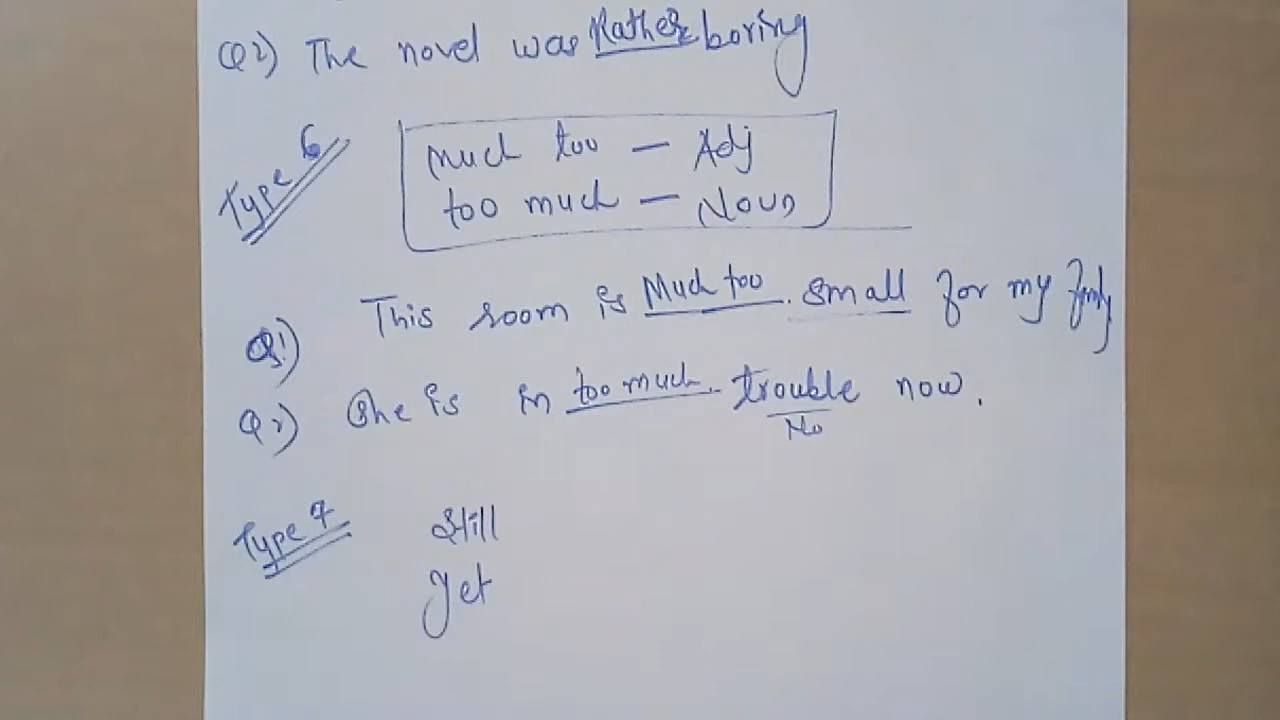 Q2) The novel was Rather boring
Type 6
Much too — Adj
too much — Noun
Q1) This room is Much too small for my family
Q2) She is in too much trouble now.
No
Type 7
Still
Yet